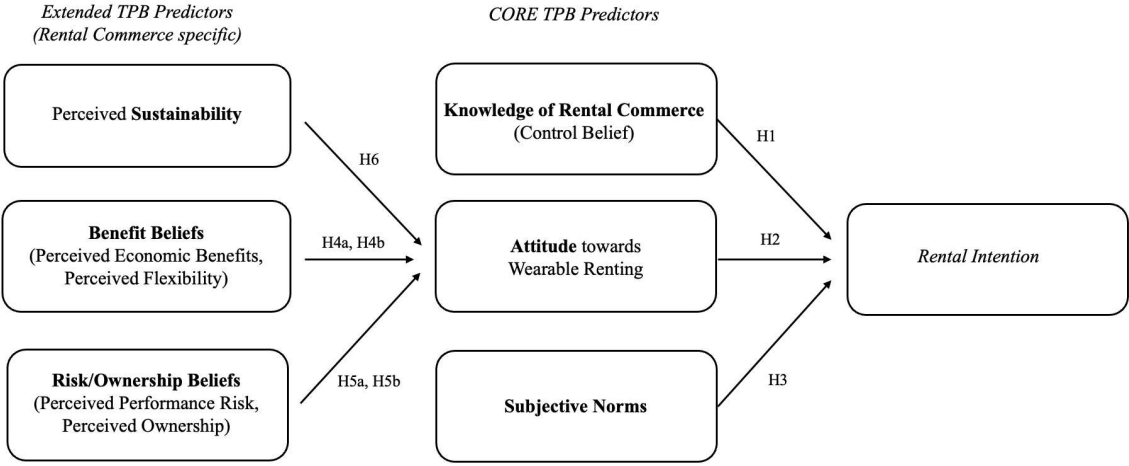 Extended TPB Predictors
(Rental Commerce specific)
CORE TPB Predictors
Perceived Sustainability
Knowledge of Rental Commerce
(Control Belief)
H1
H6
Benefit Beliefs
(Perceived Economic Benefits,
Perceived Flexibility)
H4a, H4b
Attitude towards
Wearable Renting
H2
Rental Intention
Risk/Ownership Beliefs
(Perceived Performance Risk,
Perceived Ownership)
H5a, H5b
Subjective Norms
H3